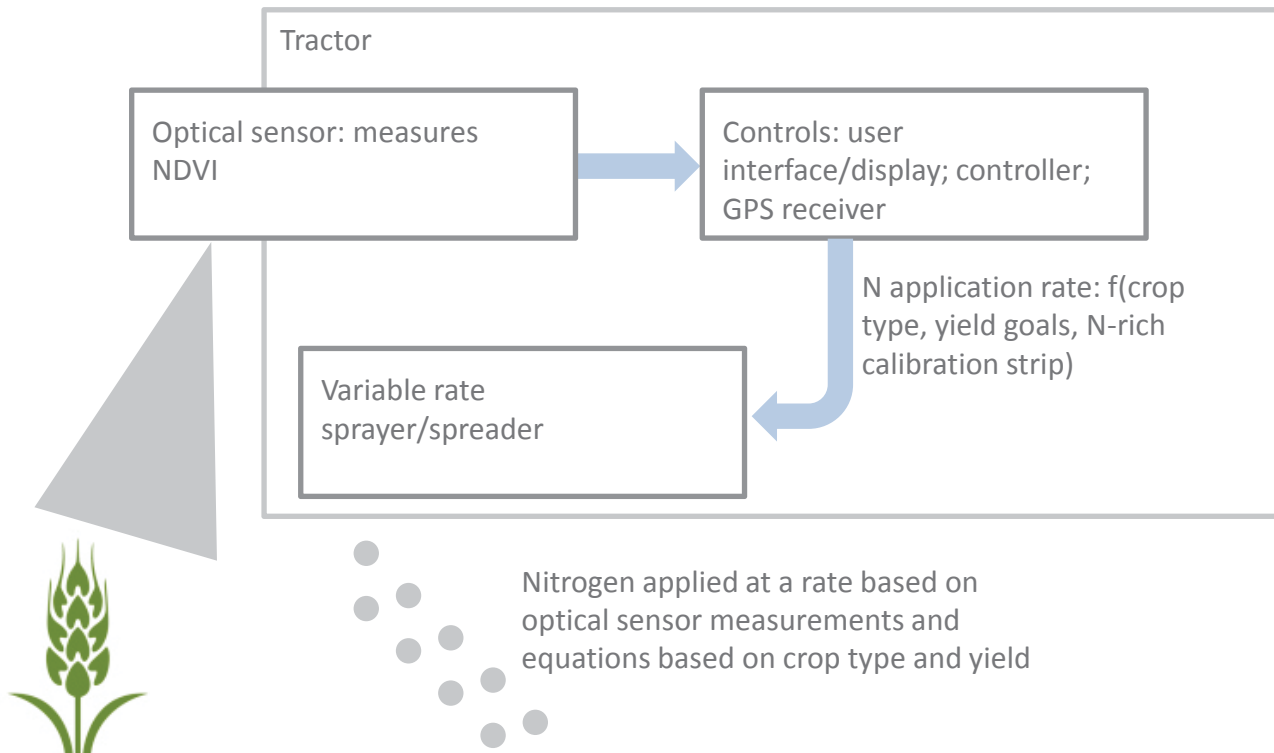 Tractor
Optical sensor: measures
NDVI
Controls: user
interface/display; controller;
GPS receiver
N application rate: f(crop
type, yield goals, N-rich
calibration strip)
Variable rate
sprayer/spreader
Nitrogen applied at a rate based on
optical sensor measurements and
equations based on crop type and yield